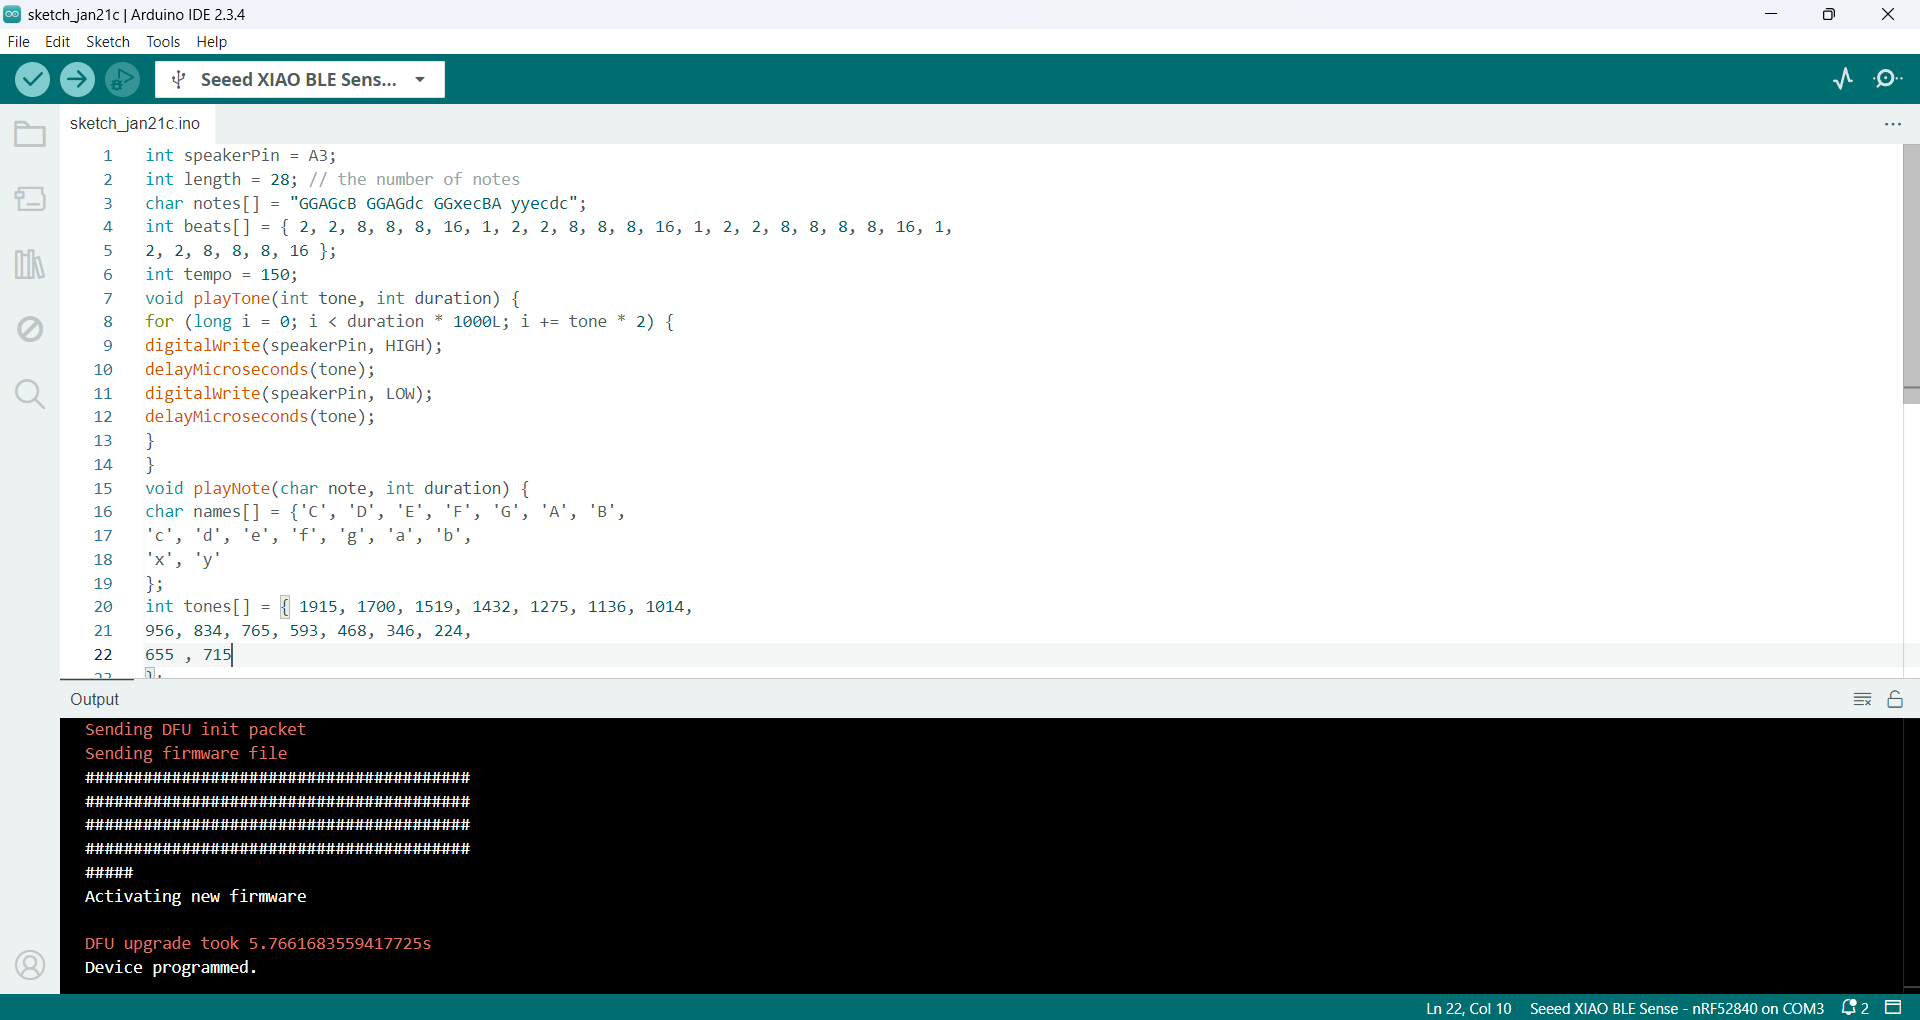 sketch_jan21c | Arduino IDE 2.3.4
File Edit Sketch Tools Help
Seeed XIAO BLE Sens...
sketch_jan21c.ino
1 int speakerPin = A3;
2 int length = 28; // the number of notes
3 char notes[] = "GGAGcB GGAGdc GGxecBA yyecdc";
4 int beats[] = { 2, 2, 8, 8, 8, 16, 1, 2, 2, 8, 8, 8, 16, 1, 2, 2, 8, 8, 8, 8, 16, 1,
5 2, 2, 8, 8, 8, 16 };
6 int tempo = 150;
7 void playTone(int tone, int duration) {
8 for (long i = 0; i < duration * 1000L; i += tone * 2) {
9 digitalWrite(speakerPin, HIGH);
10 delayMicroseconds(tone);
11 digitalWrite(speakerPin, LOW);
12 delayMicroseconds(tone);
13 }
14 }
15 void playNote(char note, int duration) {
16 char names[] = {'C', 'D', 'E', 'F', 'G', 'A', 'B',
17 'c', 'd', 'e', 'f', 'g', 'a', 'b',
18 'x', 'y'
19 };
20 int tones[] = { 1915, 1700, 1519, 1432, 1275, 1136, 1014,
21 956, 834, 765, 593, 468, 346, 224,
22 655 , 715
23 };
Output
Sending DFU init packet
Sending firmware file
########################################
########################################
########################################
########################################
#####
Activating new firmware
DFU upgrade took 5.7661683559417725s
Device programmed.
Ln 22, Col 10 Seeed XIAO BLE Sense - nRF52840 on COM3 2